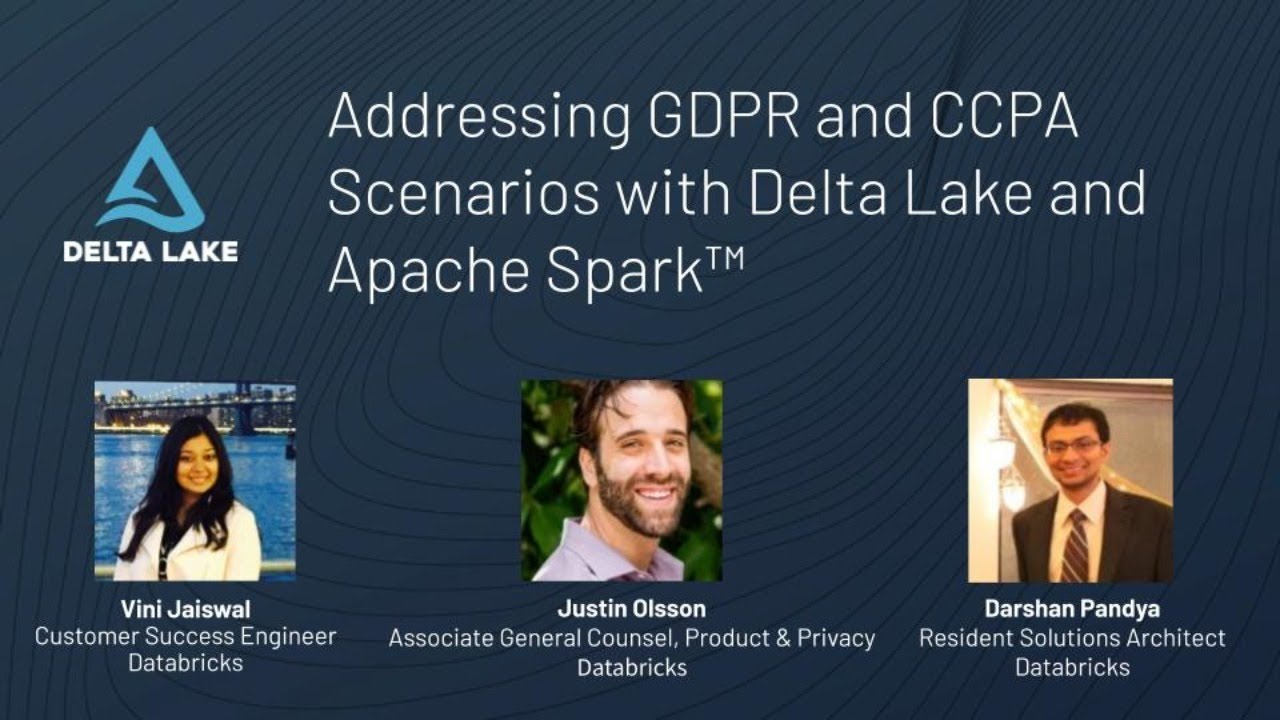 Addressing GDPR and CCPA
Scenarios with Delta Lake and
Apache Spark™
DELTA LAKE
Vini Jaiswal
Customer Success Engineer
Databricks
Justin Olsson
Associate General Counsel, Product & Privacy
Databricks
Darshan Pandya
Resident Solutions Architect
Databricks